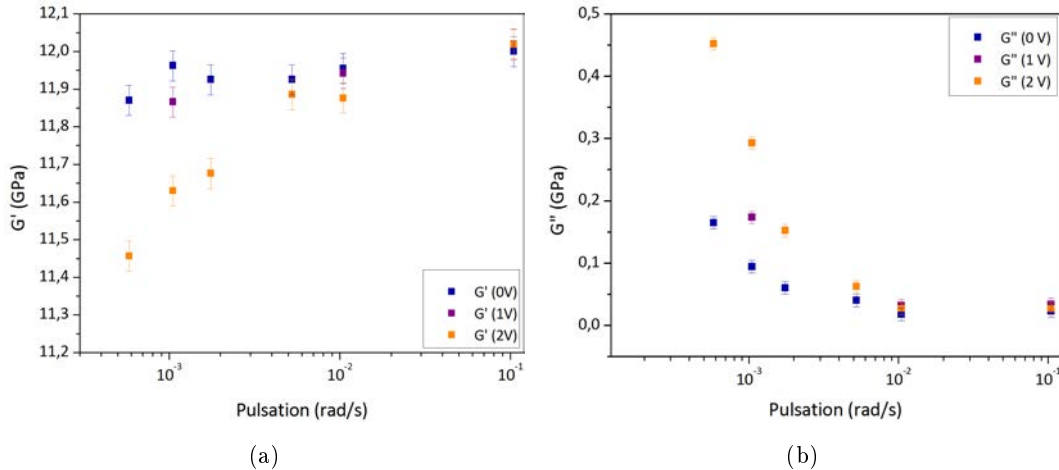 12,1
12,0
11,9
11,8
11,7
11,6
11,5
11,4
11,3
11,2
G' (GPa)
G' (0V)
G' (1V)
G' (2V)
10-3
10-2
10-1
Pulsation (rad/s)
(a)
0,5
0,4
0,3
0,2
0,1
0,0
G'' (GPa)
G'' (0 V)
G'' (1 V)
G'' (2 V)
10-3
10-2
10-1
Pulsation (rad/s)
(b)